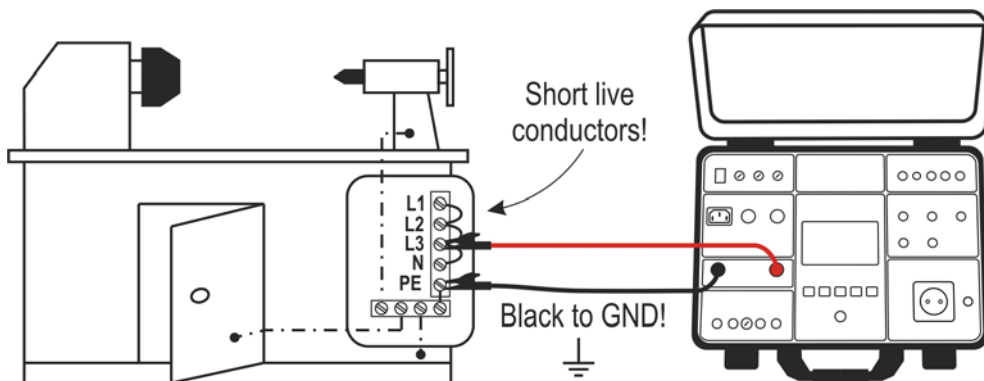 Short live
conductors!
L1
L2
L3
N
PE
Black to GND!